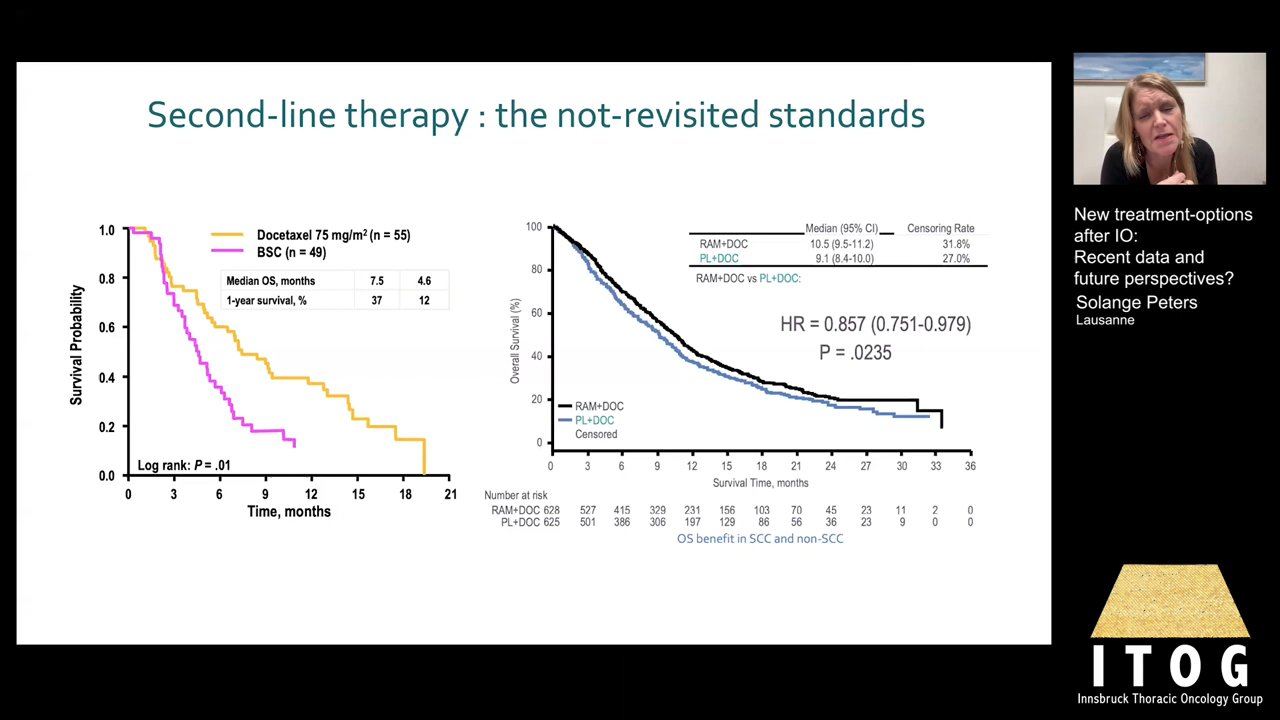 Second-line therapy : the not-revisited standards
Docetaxel 75 mg/m² (n = 55)
BSC (n = 49)
Median OS, months 7.5 4.6
1-year survival, % 37 12
Survival Probability
1.0
0.8
0.6
0.4
0.2
0.0
Log rank: P = .01
0 3 6 9 12 15 18 21
Time, months
Median (95% CI) Censoring Rate
RAM+DOC 10.5 (9.5-11.2) 31.8%
PL+DOC 9.1 (8.4-10.0) 27.0%
RAM+DOC vs PL+DOC:
HR = 0.857 (0.751-0.979)
P = .0235
Overall Survival (%)
100
80
60
40
20
0
RAM+DOC
PL+DOC
Censored
0 3 6 9 12 15 18 21 24 27 30 33 36
Survival Time, months
Number at risk
RAM+DOC 628 527 415 329 231 156 103 70 45 23 11 2 0
PL+DOC 625 501 386 306 197 129 86 56 36 23 9 0 0
OS benefit in SCC and non-SCC
New treatment-options
after IO:
Recent data and
future perspectives?
Solange Peters
Lausanne
ITOG
Innsbruck Thoracic Oncology Group